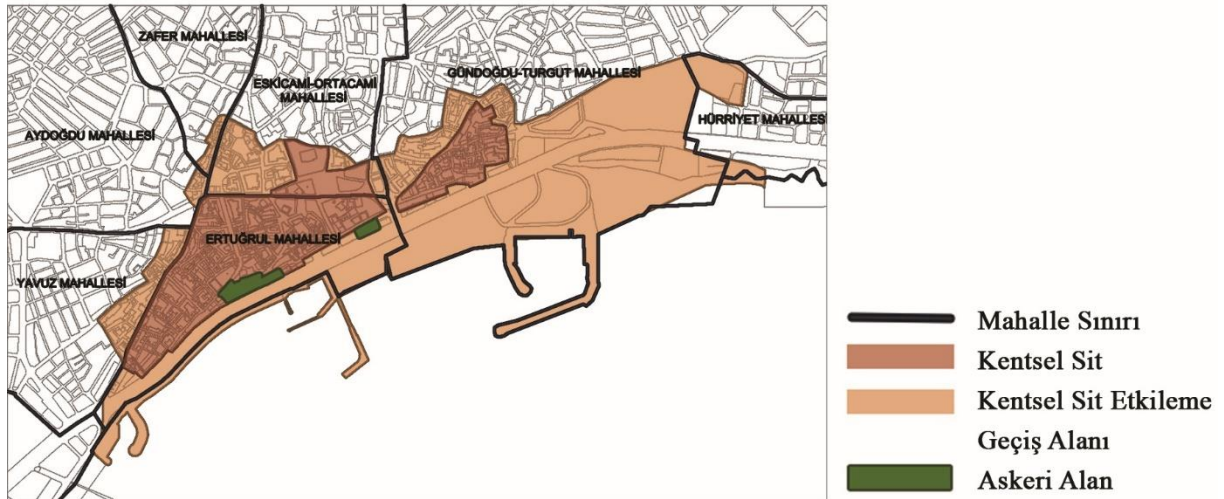 ZAFER MAHALLESİ
ESKİCAMİ-ORTACAMİ
MAHALLESİ
GÜNDOĞDU-TURGUT MAHALLESİ
HÜRRİYET MAHALLESİ
AYDOĞDU MAHALLESİ
ERTUĞRUL MAHALLESİ
YAVUZ MAHALLESİ
Mahalle Sınırı
Kentsel Sit
Kentsel Sit Etkileme
Geçiş Alanı
Askeri Alan